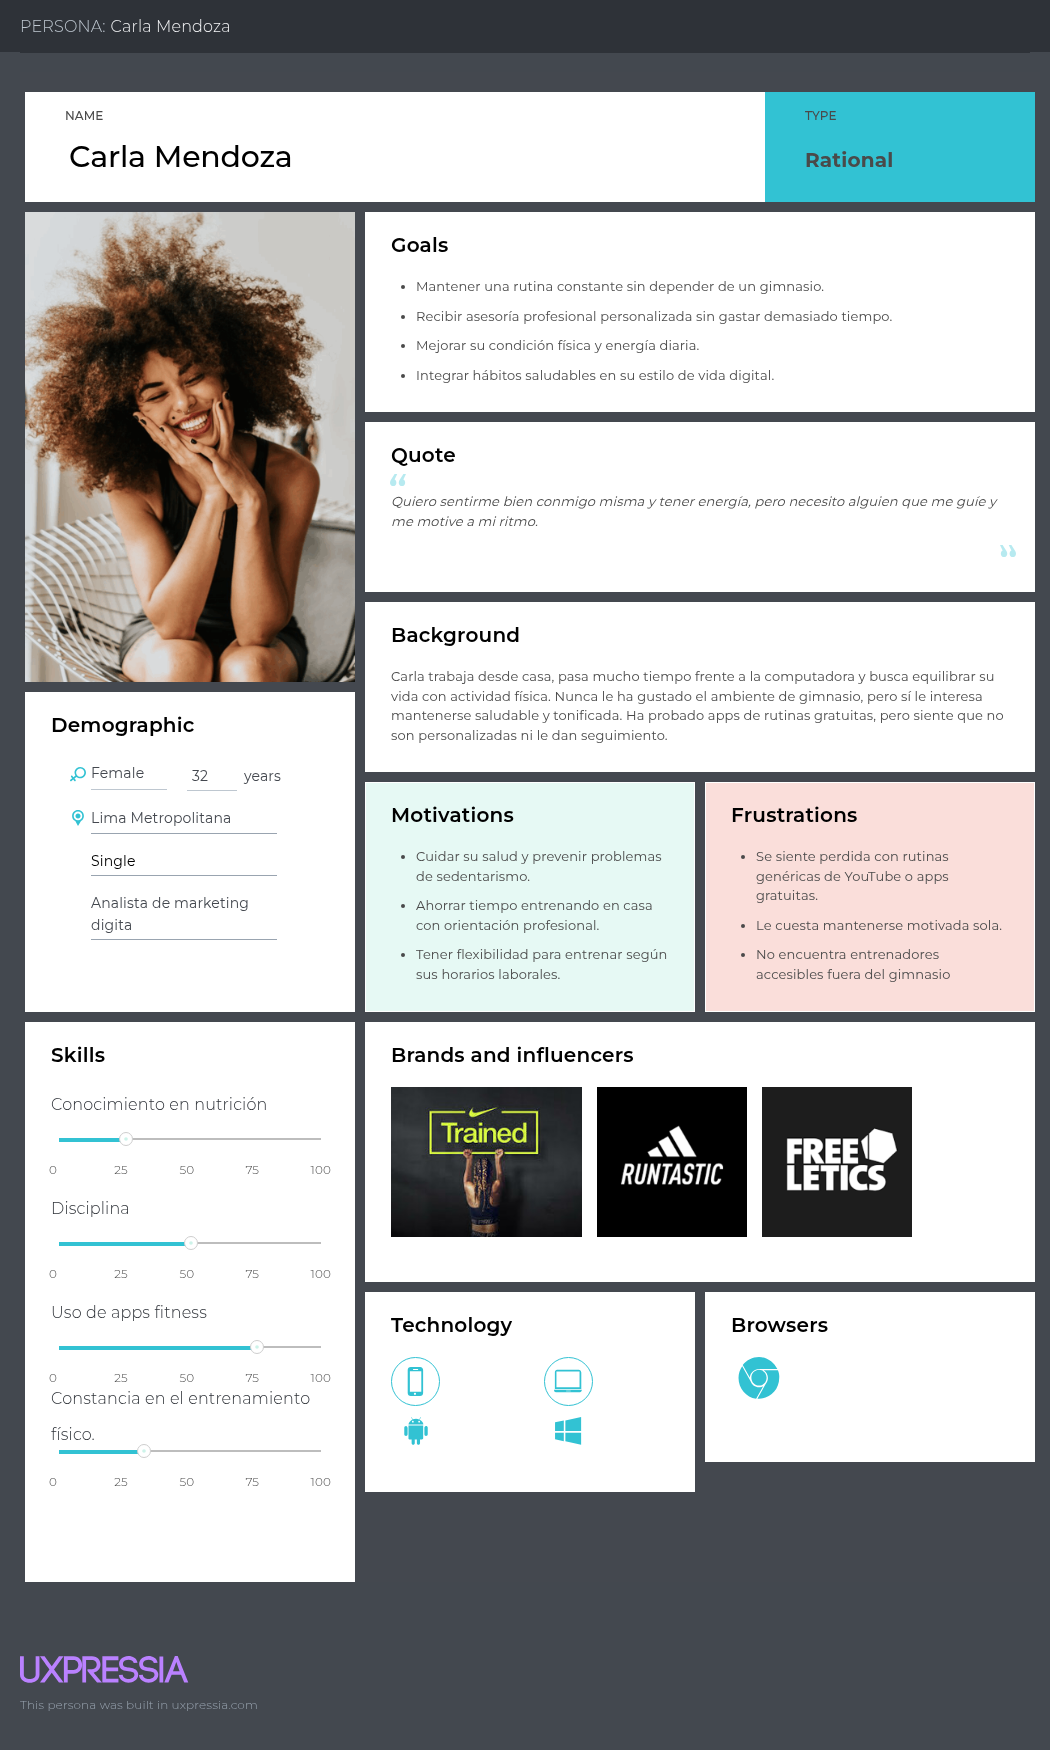 PERSONA: Carla Mendoza
NAME
Carla Mendoza
TYPE
Rational
Goals
Mantener una rutina constante sin depender de un gimnasio.
Recibir asesoría profesional personalizada sin gastar demasiado tiempo.
Mejorar su condición física y energía diaria.
Integrar hábitos saludables en su estilo de vida digital.
Quote
“
Quiero sentirme bien conmigo misma y tener energía, pero necesito alguien que me guíe y
me motive a mi ritmo.
”
Background
Carla trabaja desde casa, pasa mucho tiempo frente a la computadora y busca equilibrar su
vida con actividad física. Nunca le ha gustado el ambiente de gimnasio, pero sí le interesa
mantenerse saludable y tonificada. Ha probado apps de rutinas gratuitas, pero siente que no
son personalizadas ni le dan seguimiento.
Demographic
Female 32 years
Lima Metropolitana
Single
Analista de marketing
digita
Motivations
Cuidar su salud y prevenir problemas
de sedentarismo.
Ahorrar tiempo entrenando en casa
con orientación profesional.
Tener flexibilidad para entrenar según
sus horarios laborales.
Frustrations
Se siente perdida con rutinas
genéricas de YouTube o apps
gratuitas.
Le cuesta mantenerse motivada sola.
No encuentra entrenadores
accesibles fuera del gimnasio
Skills
Conocimiento en nutrición
0 25 50 75 100
Disciplina
0 25 50 75 100
Uso de apps fitness
0 25 50 75 100
Constancia en el entrenamiento
físico.
0 25 50 75 100
Brands and influencers
Trained
RUNTASTIC
FREE
LETICS
Technology
Browsers
UXPRESSIA
This persona was built in uxpressia.com